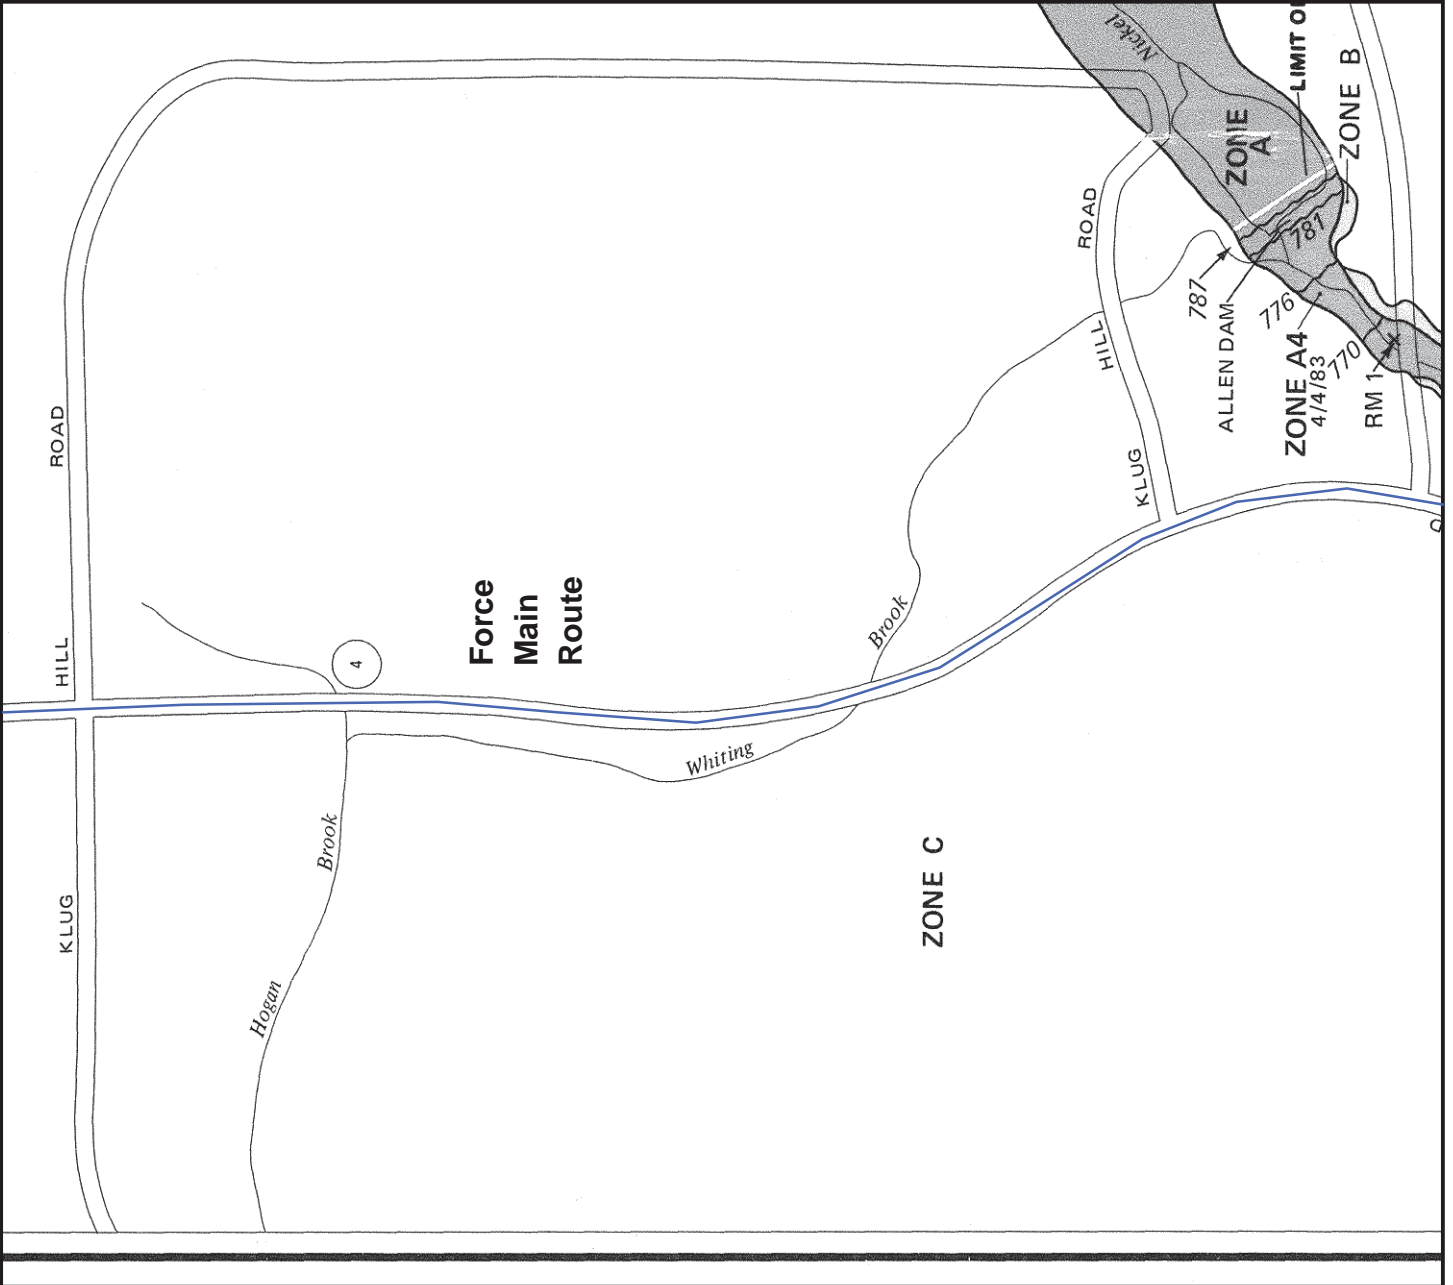 Nickel
LIMIT
ZONE B
ZONE
A
781
787
ALLEN DAM
776
ZONE A4
4/4/83
770
RM 1
KLUG HILL ROAD
KLUG HILL ROAD
4
Force
Main
Route
Whiting Brook
Hogan Brook
ZONE C